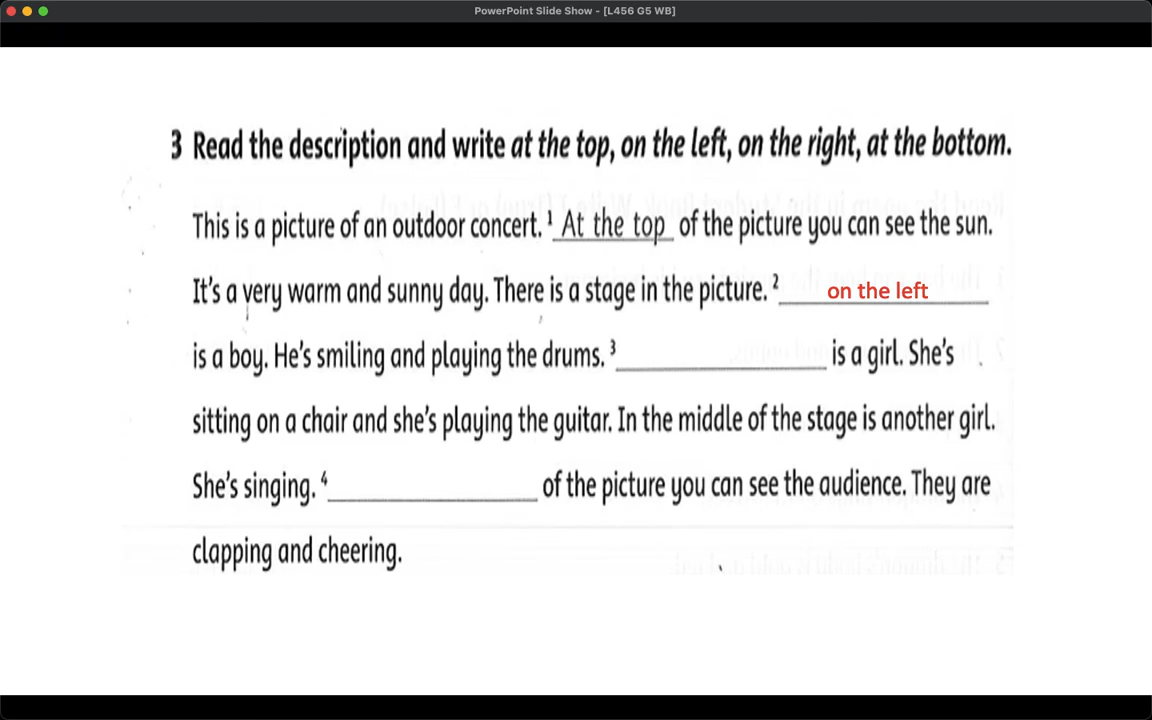 PowerPoint Slide Show - [L456 G5 WB]
3 Read the description and write at the top, on the left, on the right, at the bottom.
This is a picture of an outdoor concert. ¹ At the top of the picture you can see the sun.
It's a very warm and sunny day. There is a stage in the picture. ² on the left
is a boy. He's smiling and playing the drums. ³ ____________ is a girl. She's
sitting on a chair and she's playing the guitar. In the middle of the stage is another girl.
She's singing. ⁴ ____________ of the picture you can see the audience. They are
clapping and cheering.